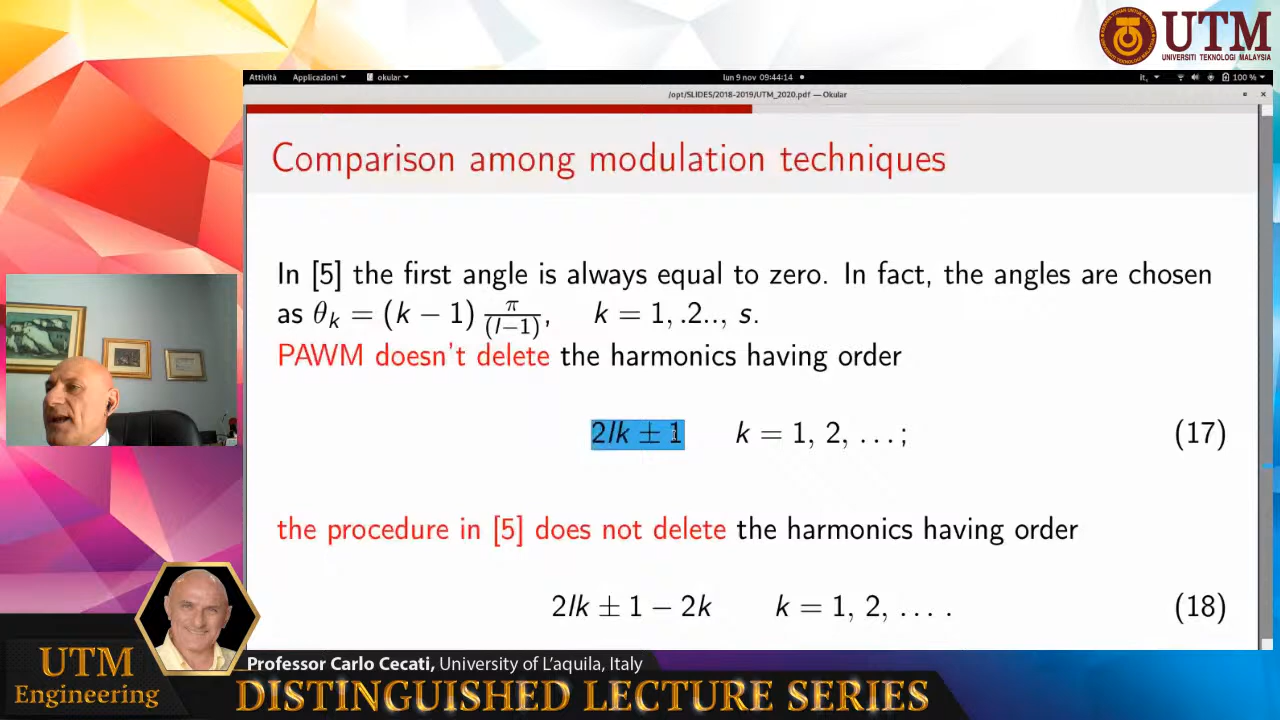 UTM
UNIVERSITI TEKNOLOGI MALAYSIA
Attività Applicazioni okular lun 9 nov 09:44:14 it, 100 %
/opt/SLIDES/2018-2019/UTM_2020.pdf — Okular
Comparison among modulation techniques
In [5] the first angle is always equal to zero. In fact, the angles are chosen
as θₖ = (k − 1) π/(l−1), k = 1, .2.., s.
PAWM doesn't delete the harmonics having order
2lk ± 1 k = 1, 2, . . . ; (17)
the procedure in [5] does not delete the harmonics having order
2lk ± 1 − 2k k = 1, 2, . . . . (18)
Professor Carlo Cecati, University of L'aquila, Italy
UTM
Engineering
DISTINGUISHED LECTURE SERIES